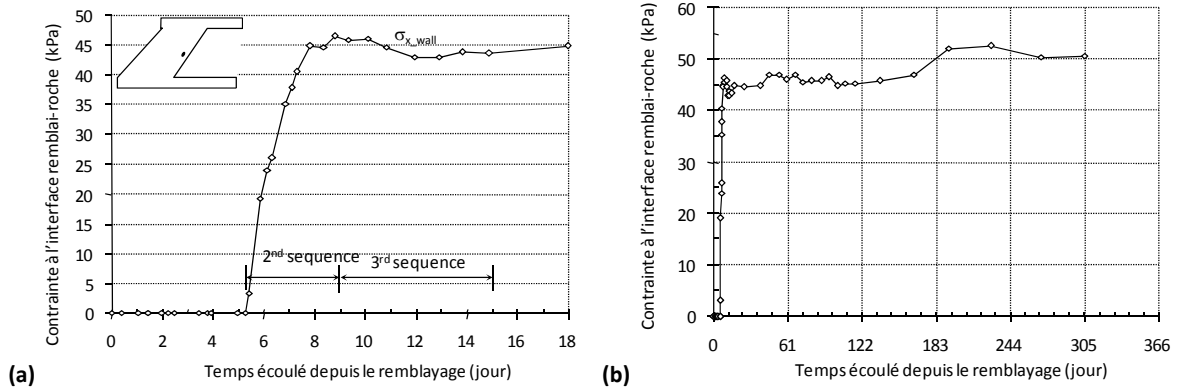 50
45
40
35
30
25
20
15
10
5
0
Contrainte à l'interface remblai-roche (kPa)
σx_wall
2nd sequence
3rd sequence
0 2 4 6 8 10 12 14 16 18
Temps écoulé depuis le remblayage (jour)
(a)
60
50
40
30
20
10
0
Contrainte à l'interface remblai roche (kPa)
0 61 122 183 244 305 366
Temps écoulé depuis le remblayage (jour)
(b)